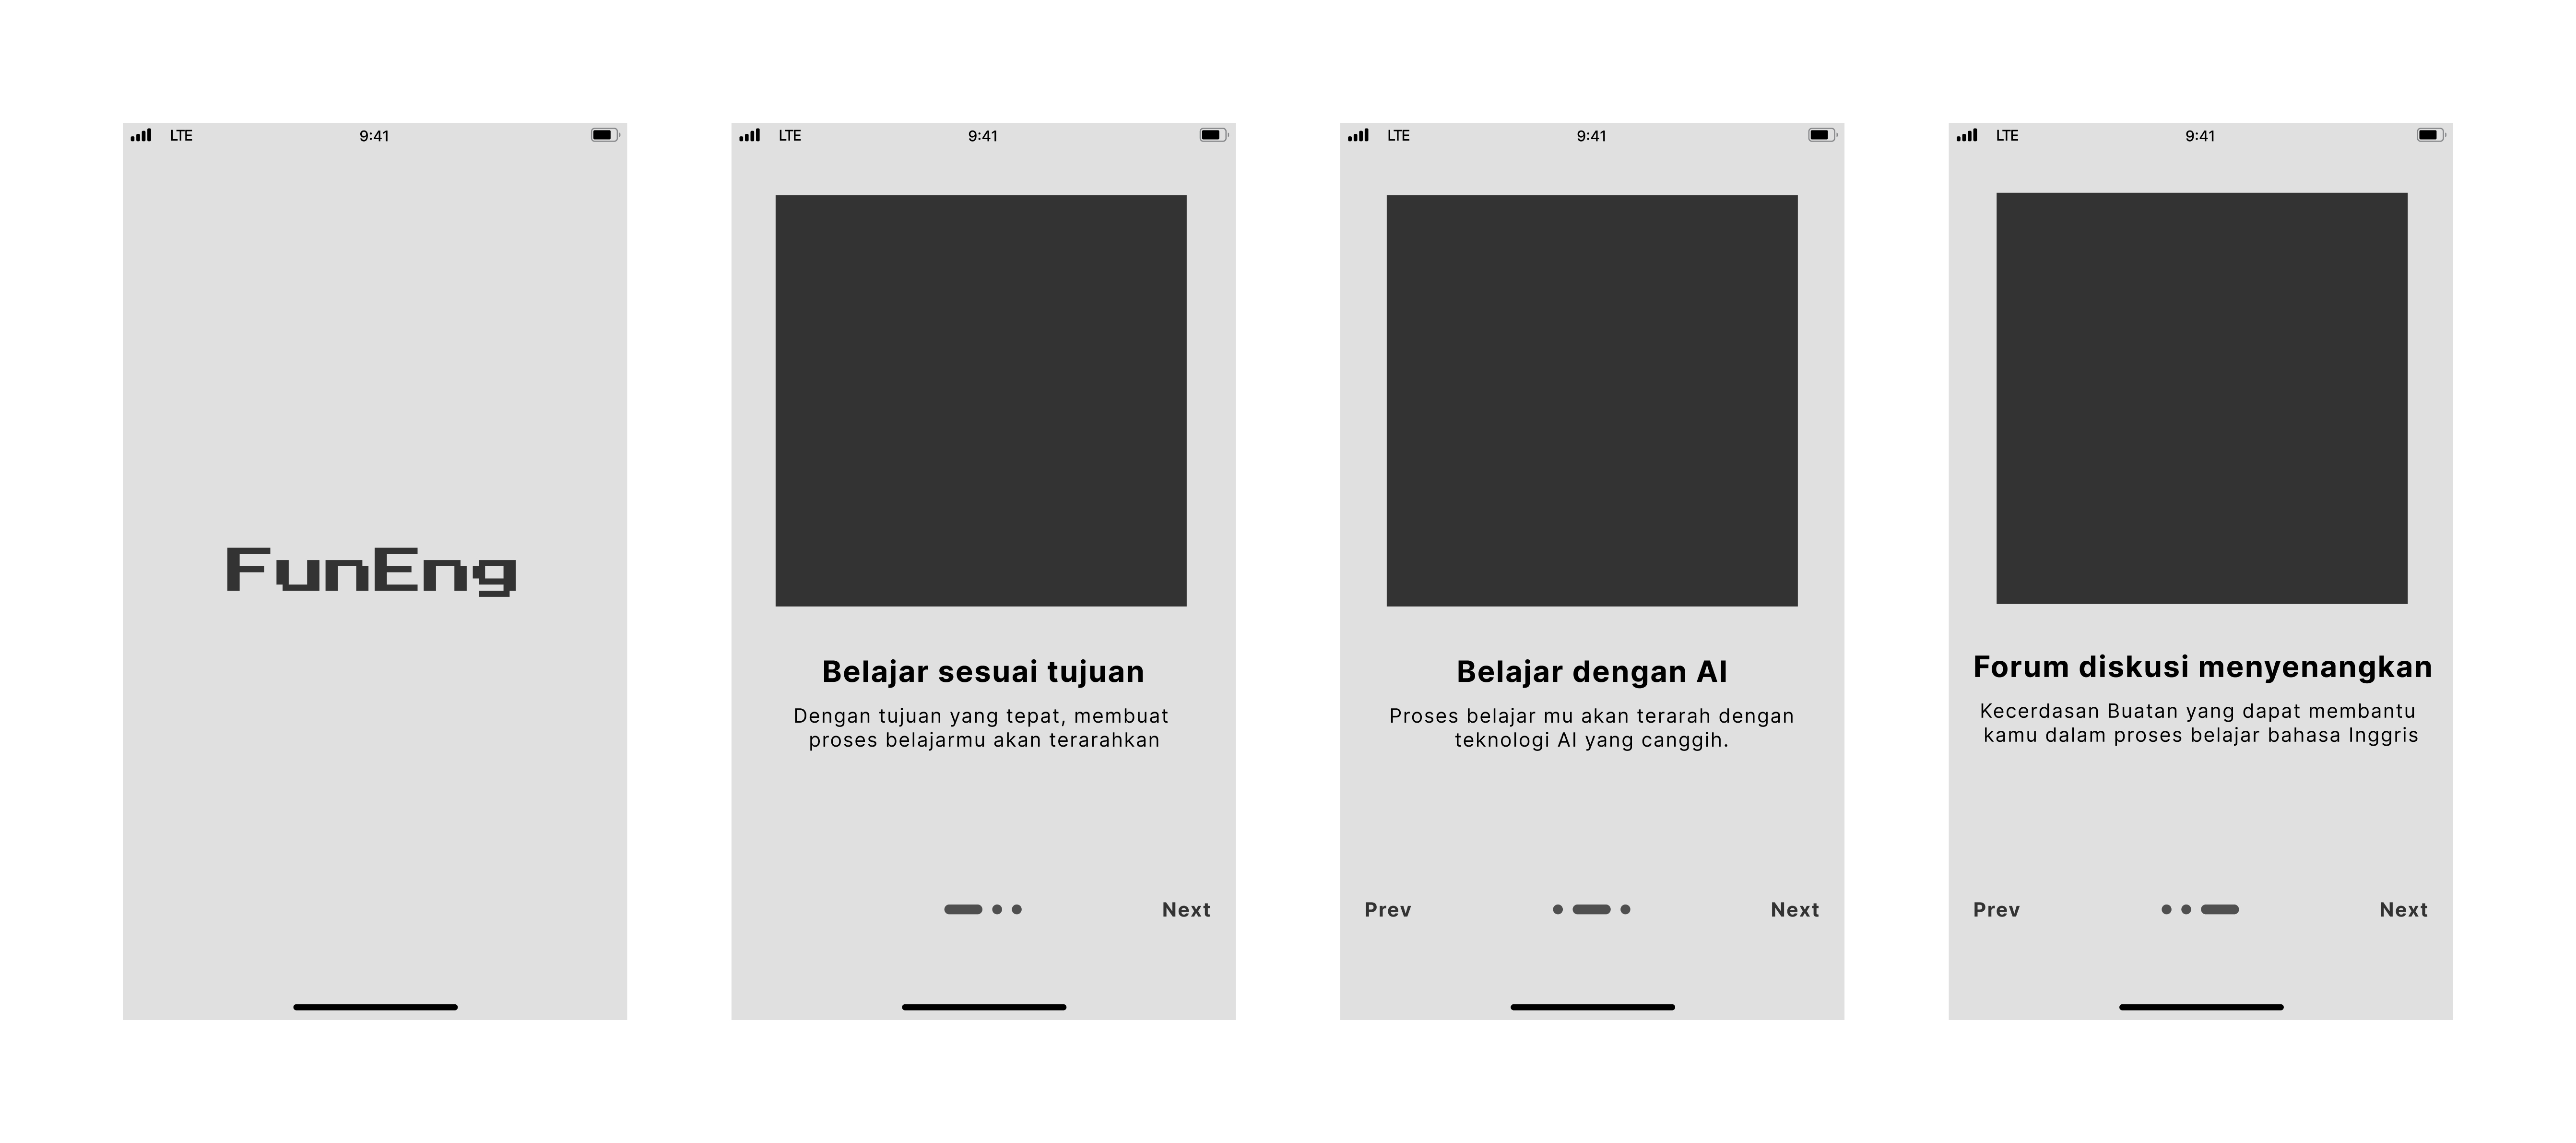 LTE
9:41
FunEng
LTE
9:41
Belajar sesuai tujuan
Dengan tujuan yang tepat, membuat
proses belajarmu akan terarahkan
Next
LTE
9:41
Belajar dengan AI
Proses belajar mu akan terarah dengan
teknologi AI yang canggih.
Prev
Next
LTE
9:41
Forum diskusi menyenangkan
Kecerdasan Buatan yang dapat membantu
kamu dalam proses belajar bahasa Inggris
Prev
Next